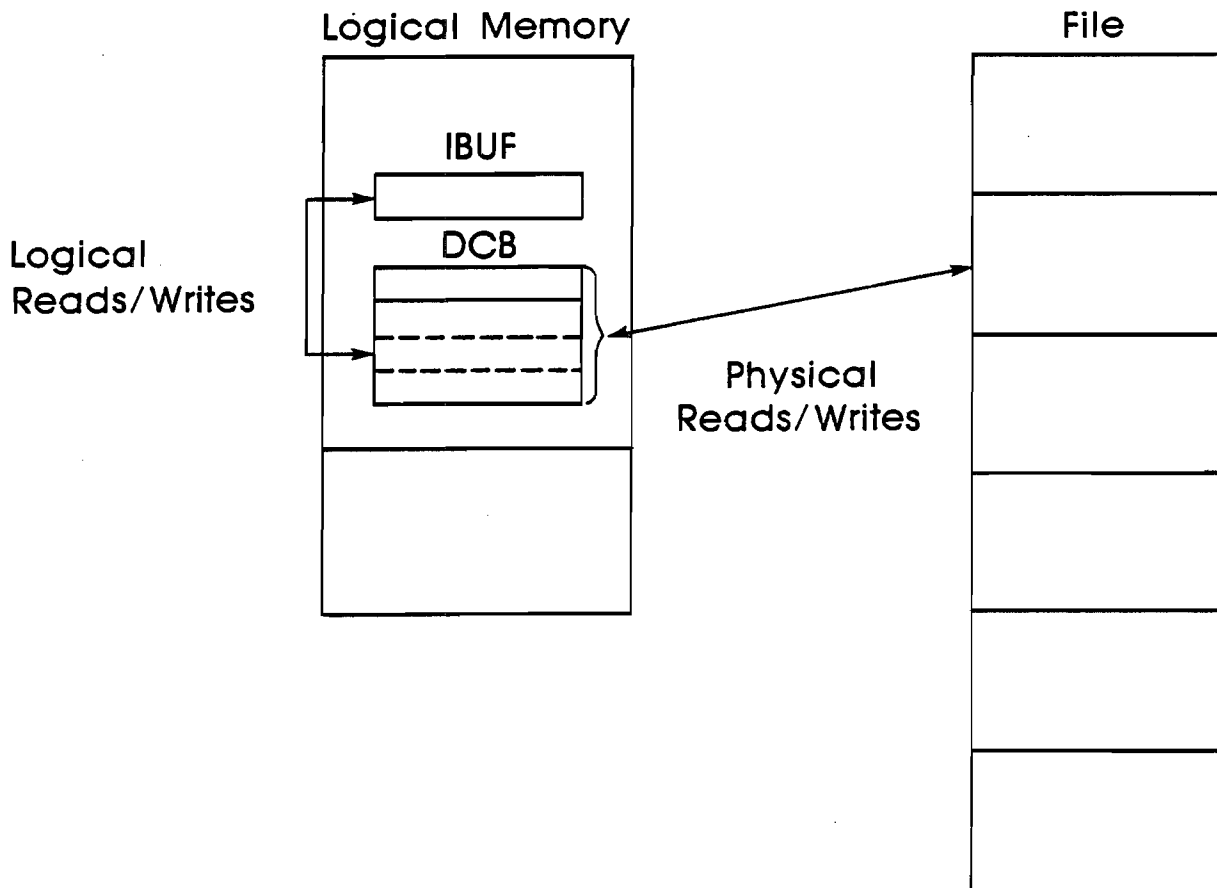 Logical Memory
File
IBUF
DCB
Logical
Reads/Writes
Physical
Reads/Writes